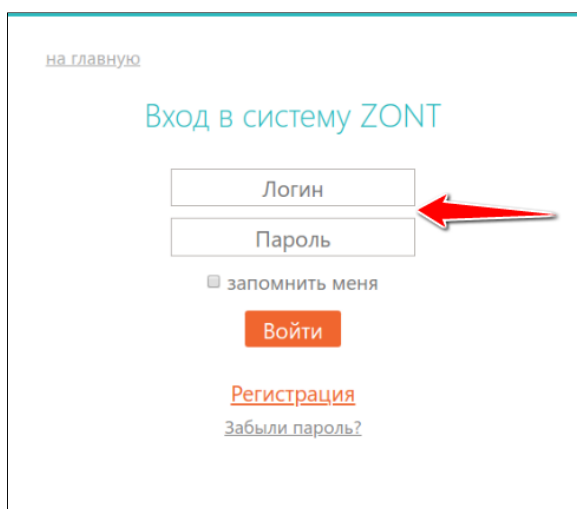 на главную
Вход в систему ZONT
Логин
Пароль
запомнить меня
Войти
Регистрация
Забыли пароль?